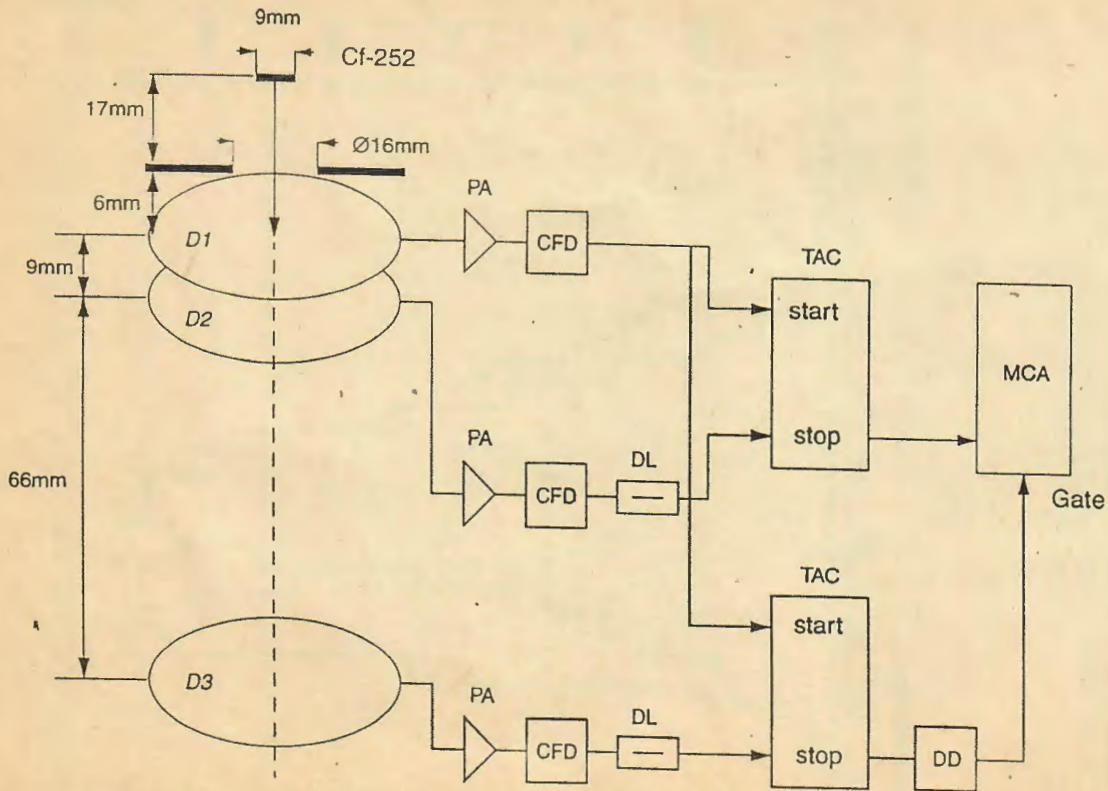 9mm
Cf-252
17mm
Ø16mm
6mm
PA
D1
CFD
TAC
9mm
start
D2
MCA
PA
stop
DL
66mm
CFD
Gate
TAC
start
D3
PA
DL
CFD
stop
DD